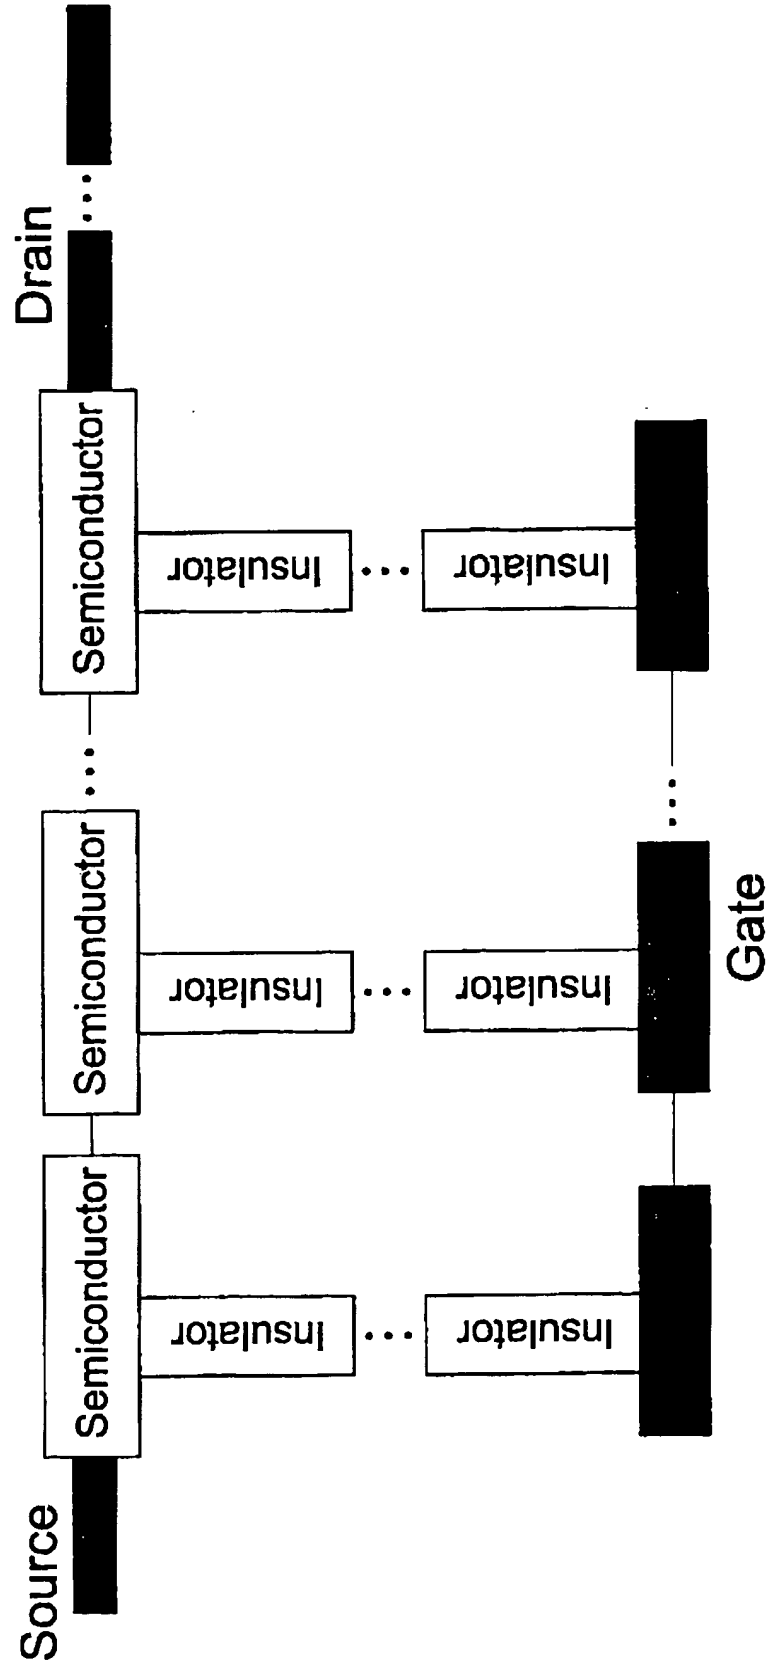 Source
Drain
Semiconductor
Semiconductor
...
Semiconductor
...
Insulator
Insulator
Insulator
...
...
...
Insulator
Insulator
Insulator
...
Gate